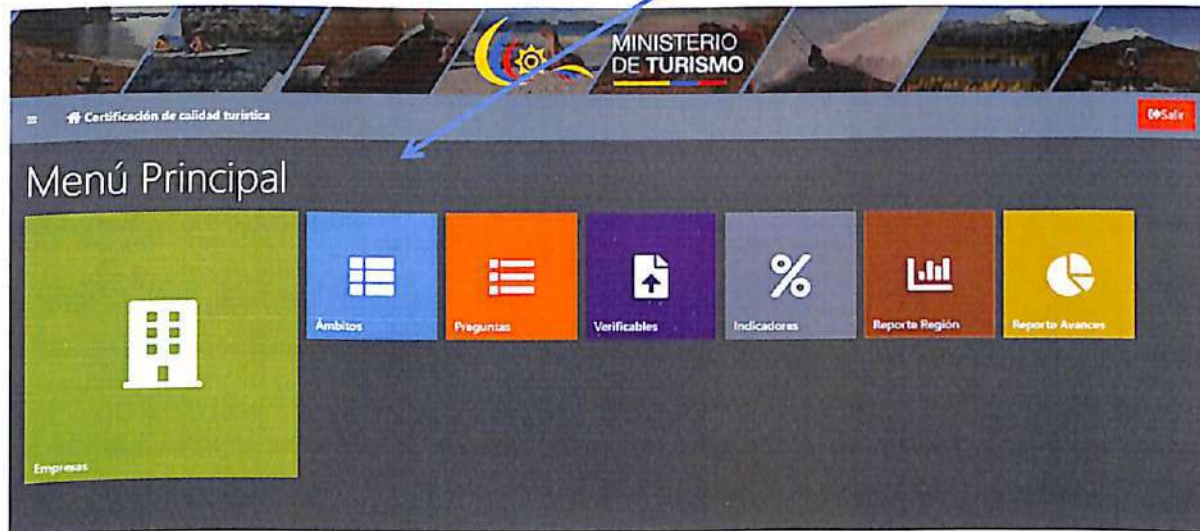 MINISTERIO
DE TURISMO
Certificación de calidad turística
Salir
Menú Principal
Ámbitos
Preguntas
Verificables
Indicadores
Reporte Región
Reporte Avances
Empresas